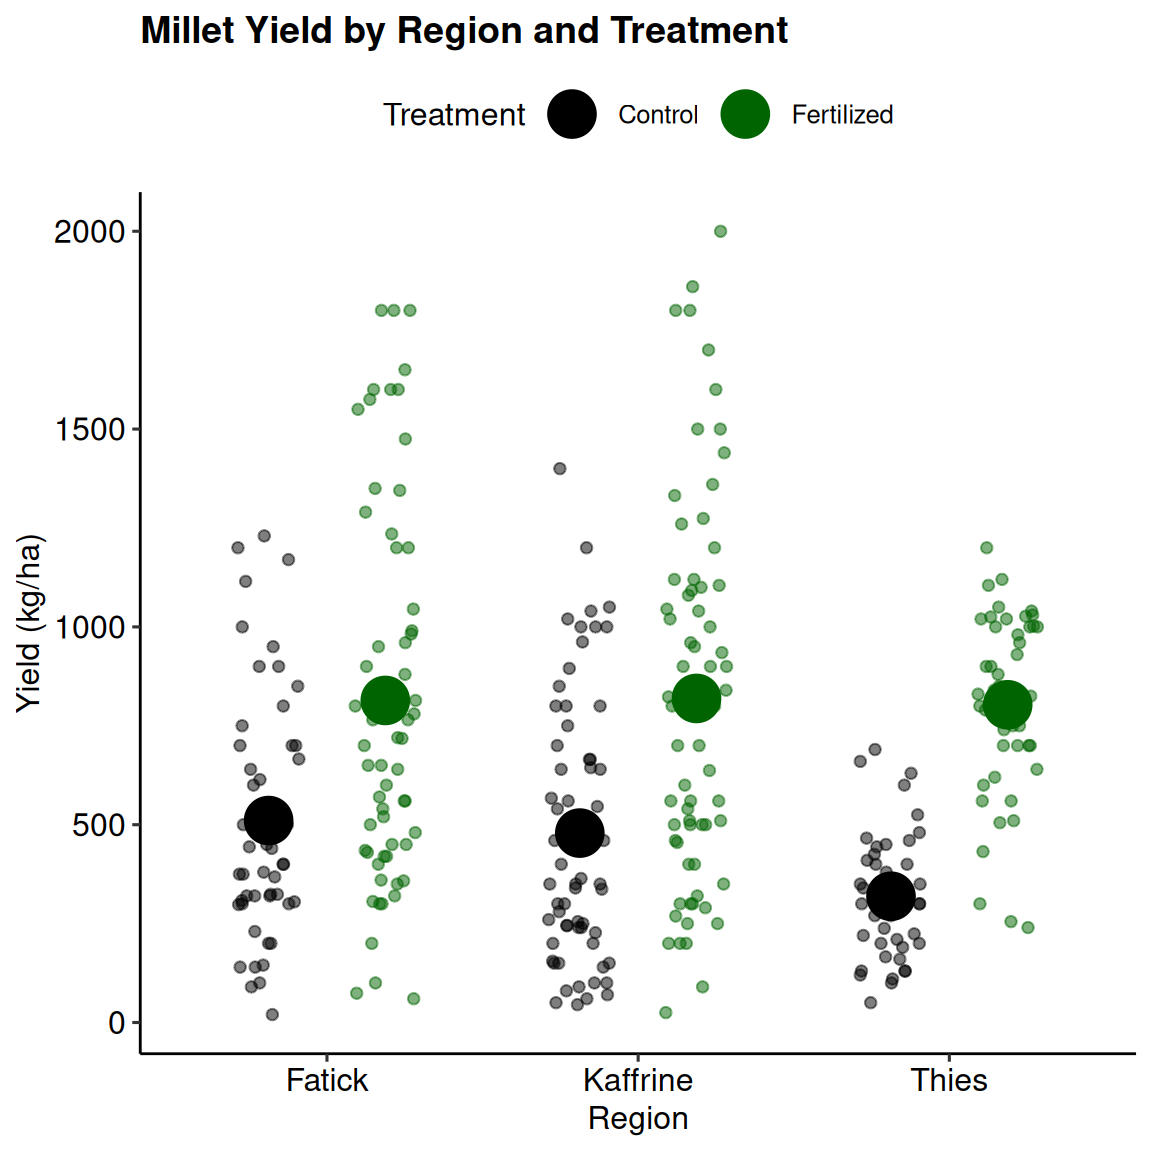 Millet Yield by Region and Treatment
Treatment Control Fertilized
2000
1500
1000
500
0
Yield (kg/ha)
Fatick Kaffrine Thies
Region